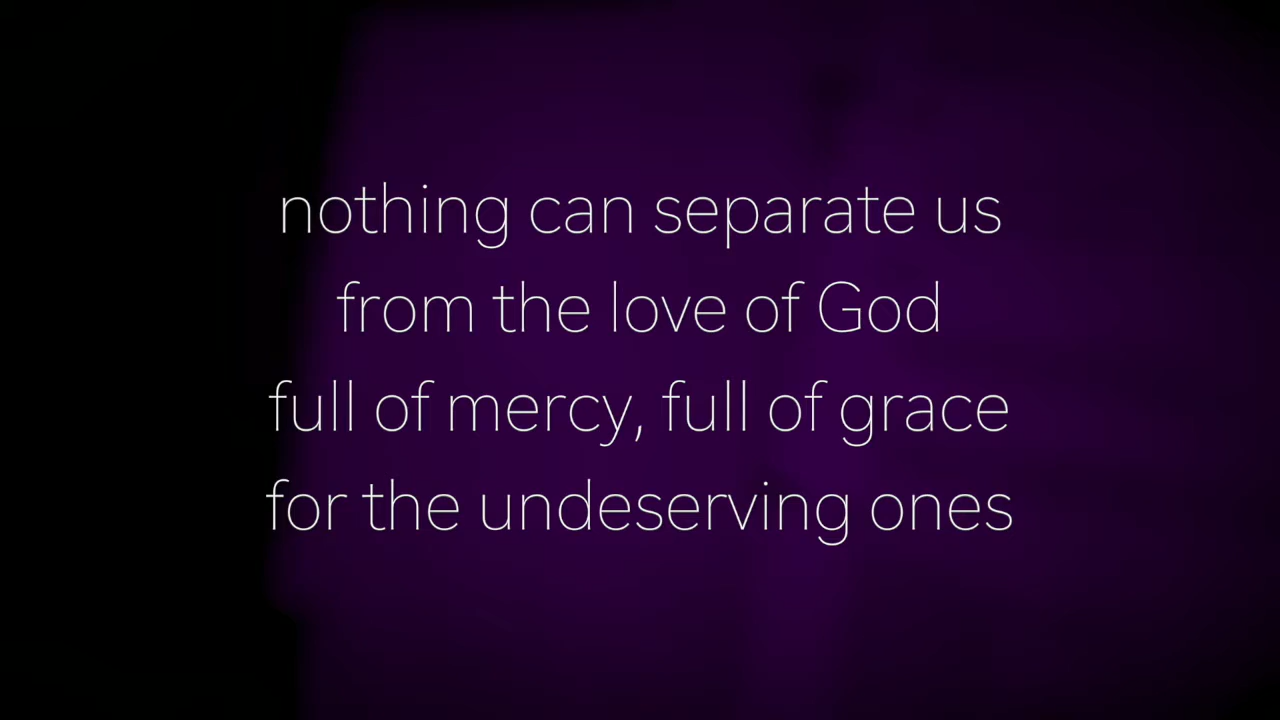 nothing can separate us
from the love of God
full of mercy, full of grace
for the undeserving ones